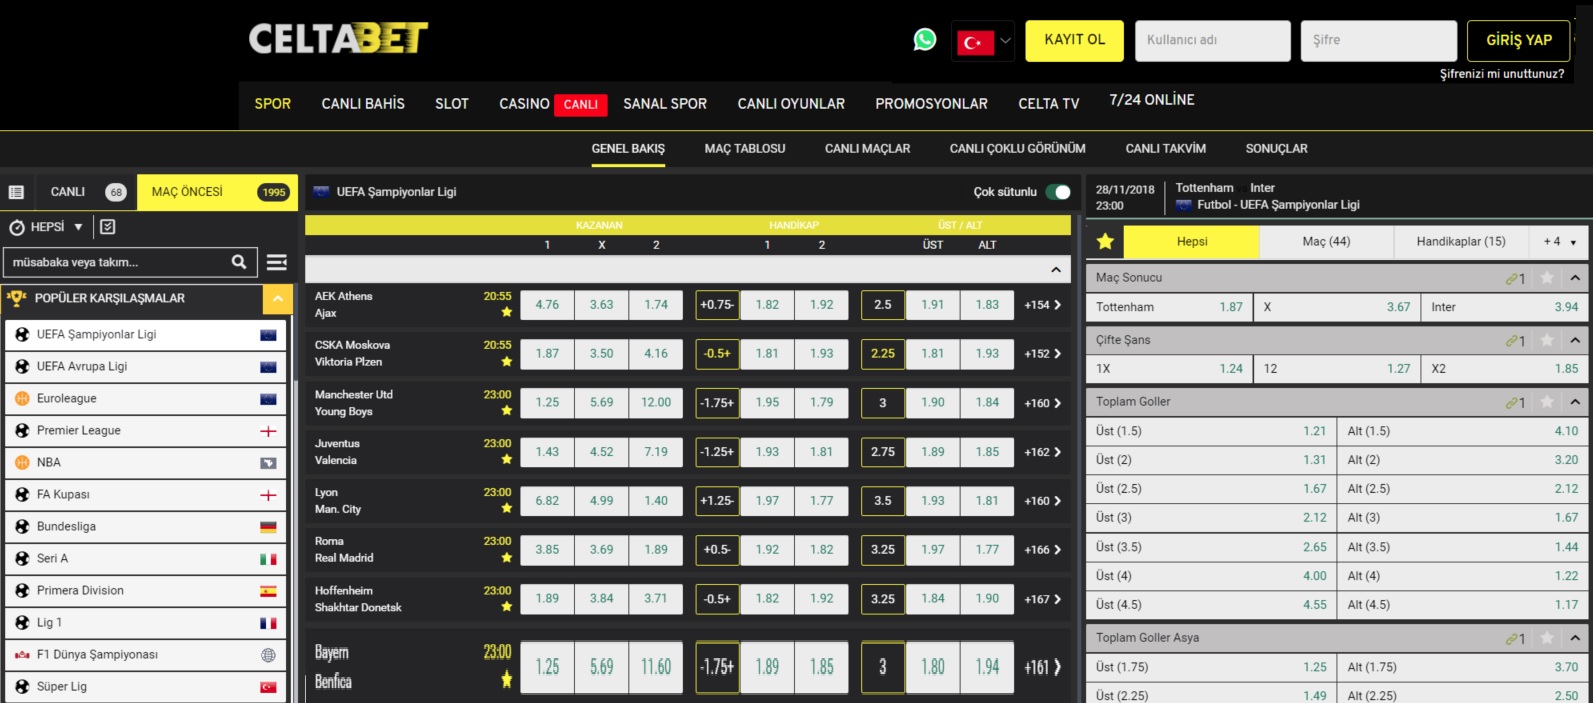 CELTABET
KAYIT OL
Kullanıcı adı
Şifre
GİRİŞ YAP
Şifrenizi mi unuttunuz?
SPOR CANLI BAHİS SLOT CASINO CANLI SANAL SPOR CANLI OYUNLAR PROMOSYONLAR CELTA TV 7/24 ONLİNE
GENEL BAKIŞ MAÇ TABLOSU CANLI MAÇLAR CANLI ÇOKLU GÖRÜNÜM CANLI TAKVİM SONUÇLAR
CANLI 68 MAÇ ÖNCESİ 1995
HEPSİ
müsabaka veya takım...
POPÜLER KARŞILAŞMALAR
UEFA Şampiyonlar Ligi
UEFA Avrupa Ligi
Euroleague
Premier League
NBA
FA Kupası
Bundesliga
Seri A
Primera Division
Lig 1
F1 Dünya Şampiyonası
Süper Lig
UEFA Şampiyonlar Ligi
Çok sütunlu
KAZANAN HANDİKAP ÜST / ALT
1 X 2 1 2 ÜST ALT
AEK Athens 20:55
Ajax
4.76 3.63 1.74 +0.75- 1.82 1.92 2.5 1.91 1.83 +154
CSKA Moskova 20:55
Viktoria Plzen
1.87 3.50 4.16 -0.5+ 1.81 1.93 2.25 1.81 1.93 +152
Manchester Utd 23:00
Young Boys
1.25 5.69 12.00 -1.75+ 1.95 1.79 3 1.90 1.84 +160
Juventus 23:00
Valencia
1.43 4.52 7.19 -1.25+ 1.93 1.81 2.75 1.89 1.85 +162
Lyon 23:00
Man. City
6.82 4.99 1.40 +1.25- 1.97 1.77 3.5 1.93 1.81 +160
Roma 23:00
Real Madrid
3.85 3.69 1.89 +0.5- 1.92 1.82 3.25 1.97 1.77 +166
Hoffenheim 23:00
Shakhtar Donetsk
1.89 3.84 3.71 -0.5+ 1.82 1.92 3.25 1.84 1.90 +167
Bayern 23:00
Benfica
1.25 5.69 11.60 -1.75+ 1.89 1.85 3 1.80 1.94 +161
28/11/2018
23:00
Tottenham Inter
Futbol - UEFA Şampiyonlar Ligi
Hepsi Maç (44) Handikaplar (15) + 4
Maç Sonucu 1
Tottenham 1.87 X 3.67 Inter 3.94
Çifte Şans 1
1X 1.24 12 1.27 X2 1.85
Toplam Goller 1
Üst (1.5) 1.21 Alt (1.5) 4.10
Üst (2) 1.31 Alt (2) 3.20
Üst (2.5) 1.67 Alt (2.5) 2.12
Üst (3) 2.12 Alt (3) 1.67
Üst (3.5) 2.65 Alt (3.5) 1.44
Üst (4) 4.00 Alt (4) 1.22
Üst (4.5) 4.55 Alt (4.5) 1.17
Toplam Goller Asya 1
Üst (1.75) 1.25 Alt (1.75) 3.70
Üst (2.25) 1.49 Alt (2.25) 2.50